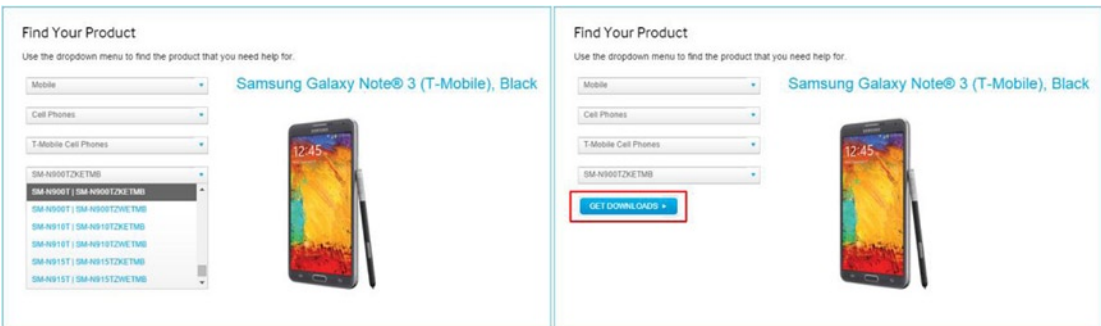 Find Your Product
Use the dropdown menu to find the product that you need help for.
Mobile
Samsung Galaxy Note® 3 (T-Mobile), Black
Cell Phones
T-Mobile Cell Phones
SM-N900TZKETMB
SM-N900T | SM-N900TZKETMB
SM-N900T | SM-N900TZWETMB
SM-N910T | SM-N910TZKETMB
SM-N910T | SM-N910TZWETMB
SM-N915T | SM-N915TZKETMB
SM-N915T | SM-N915TZWETMB
SAMSUNG
12:45
Find Your Product
Use the dropdown menu to find the product that you need help for.
Mobile
Samsung Galaxy Note® 3 (T-Mobile), Black
Cell Phones
T-Mobile Cell Phones
SM-N900TZKETMB
GET DOWNLOADS
SAMSUNG
12:45